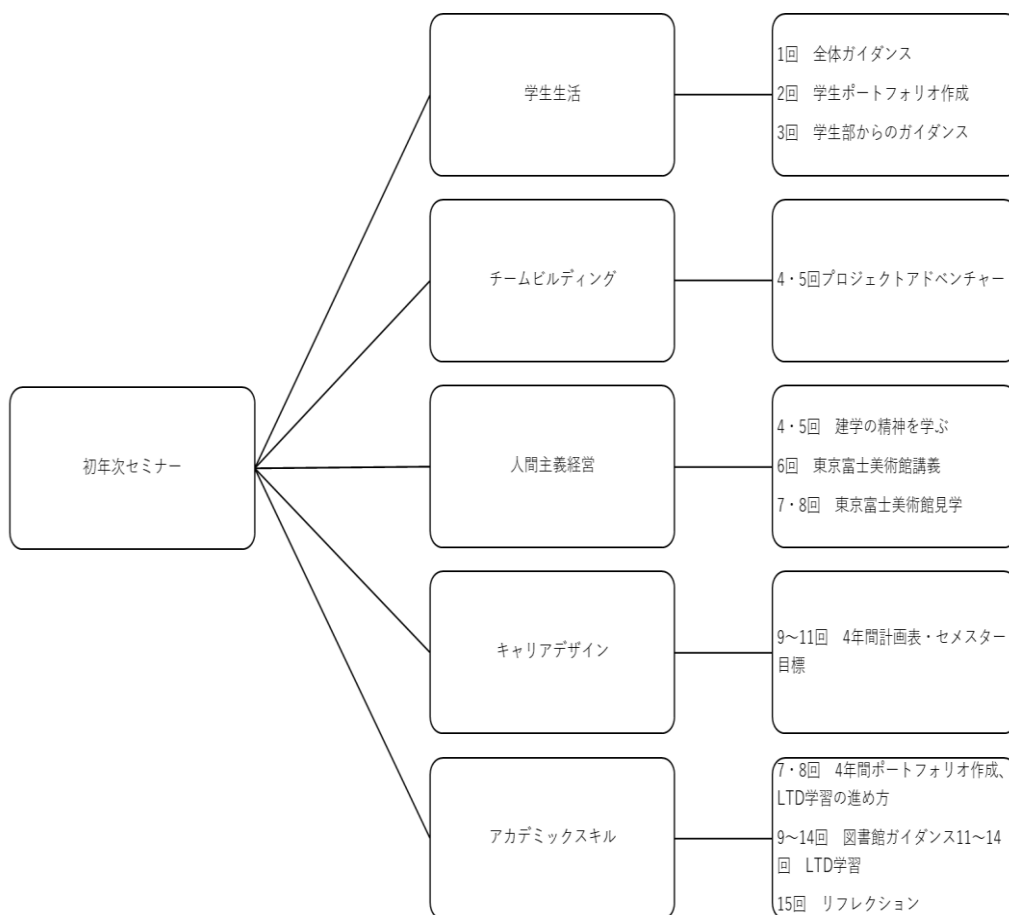 学生生活
1回　全体ガイダンス
2回　学生ポートフォリオ作成
3回　学生部からのガイダンス
チームビルディング
4・5回プロジェクトアドベンチャー
初年次セミナー
人間主義経営
4・5回　建学の精神を学ぶ
6回　東京富士美術館講義
7・8回　東京富士美術館見学
キャリアデザイン
9～11回　4年間計画表・セメスター
目標
アカデミックスキル
7・8回　4年間ポートフォリオ作成、
LTD学習の進め方
9～14回　図書館ガイダンス11～14
回　LTD学習
15回　リフレクション